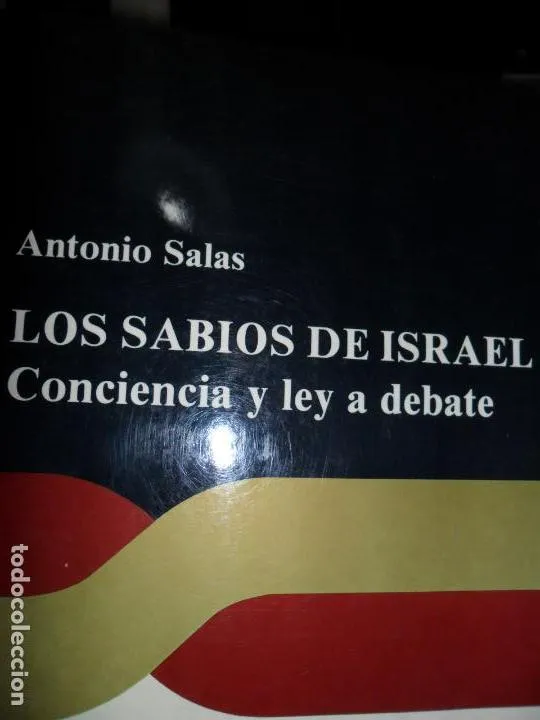 Antonio Salas
LOS SABIOS DE ISRAEL
Conciencia y ley a debate
todocoleccion